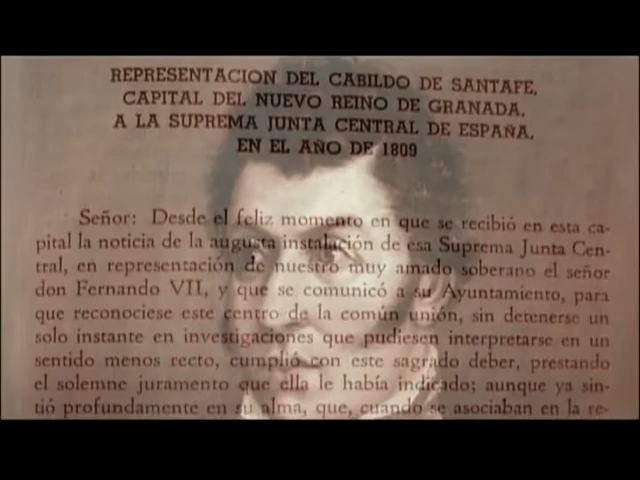 REPRESENTACION DEL CABILDO DE SANTAFE,
CAPITAL DEL NUEVO REINO DE GRANADA,
A LA SUPREMA JUNTA CENTRAL DE ESPAÑA,
EN EL AÑO DE 1809
Señor: Desde el feliz momento en que se recibió en esta ca-
pital la noticia de la augusta instalación de esa Suprema Junta Cen-
tral, en representación de nuestro muy amado soberano el señor
don Fernando VII, y que se comunicó a su Ayuntamiento, para
que reconociese este centro de la común unión, sin detenerse un
solo instante en investigaciones que pudiesen interpretarse en un
sentido menos recto, cumplió con este sagrado deber, prestando
el solemne juramento que ella le había indicado; aunque ya sin-
tió profundamente en su alma, que, cuando se asociaban en la re-